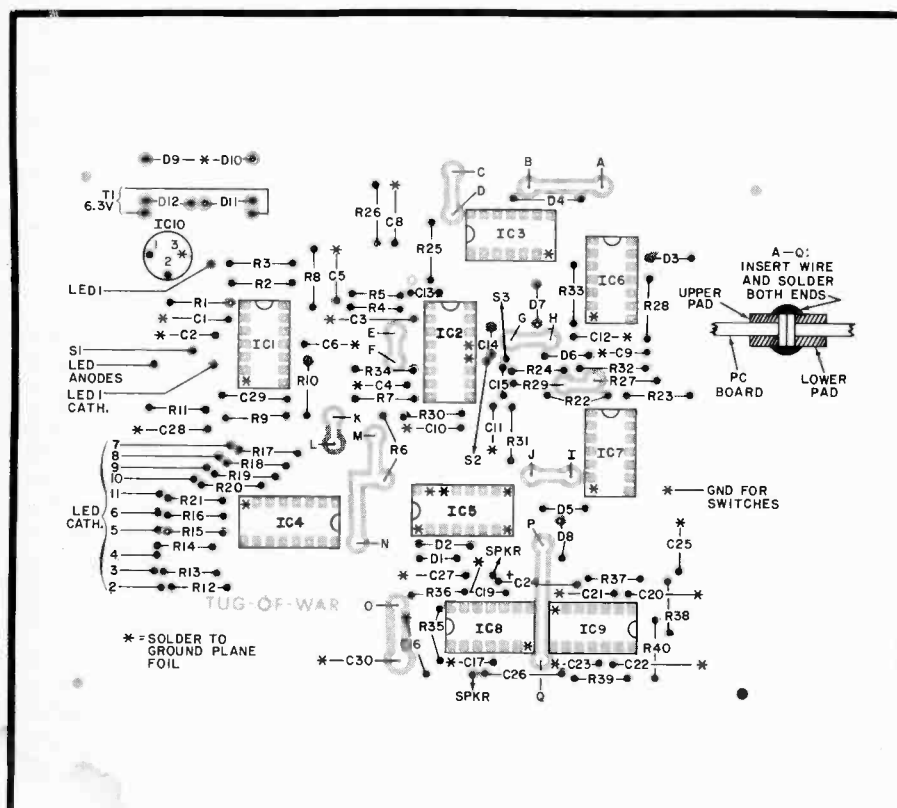 D9 * D10
T1
6.3V
D12 D11
IC10
1 3 *
2
LED1
R3
R2
R1
* C1
* C2
S1
LED
ANODES
LED1
CATH.
R11
* C28
IC1
*
C29
R9
R8
*
C5
*
R10
C6 *
R26
*
C8
R25
R5
R4
C13
* C3
E
F
R34
* C4
R7
IC2
*
*
R30
* C10
C
D
B
A
D4
IC3
*
S3
D7
G
H
*
C14
S2
C15
C11
*
R31
R24
R29
D6
R22
R33
IC6
*
D3
R28
C12 *
* C9
R32
R27
R23
IC7
*
A–Q:
INSERT WIRE
AND SOLDER
BOTH ENDS
UPPER
PAD
PC
BOARD
LOWER
PAD
K
L
M
R6
N
7
8
9
10
11
6
5
4
3
2
LED
CATH.
R17
R18
R19
R20
R21
R16
R15
R14
R13
R12
* IC4
* * IC5 *
* *
J
I
P
D5
D8
* GND FOR
SWITCHES
*
C25
D2
D1
* C27
SPKR
*
+
C2
R36
C19
R37
* C21
C20 *
R38
TUG-OF-WAR
O
*
6
R35
IC8
*
IC9
R40
* = SOLDER TO
GROUND PLANE
FOIL
* C30
* C17
C26
SPKR
Q
* C23
C22 *
R39